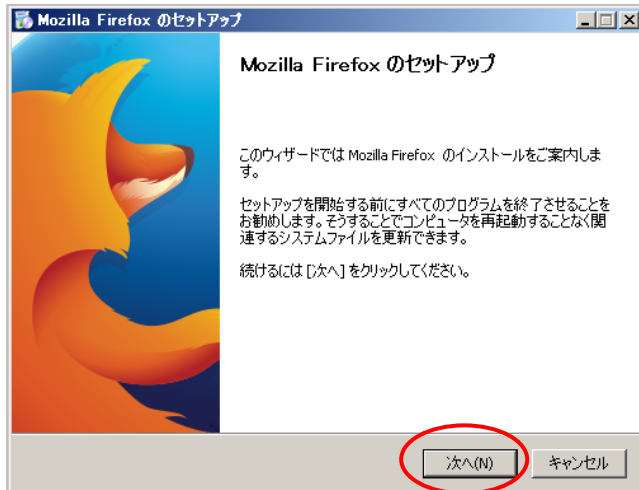 Mozilla Firefox のセットアップ
Mozilla Firefox のセットアップ
このウィザードでは Mozilla Firefox のインストールをご案内しま
す。
セットアップを開始する前にすべてのプログラムを終了させることを
お勧めします。そうすることでコンピュータを再起動することなく関
連するシステムファイルを更新できます。
続けるには [次へ] をクリックしてください。
次へ(N)
キャンセル